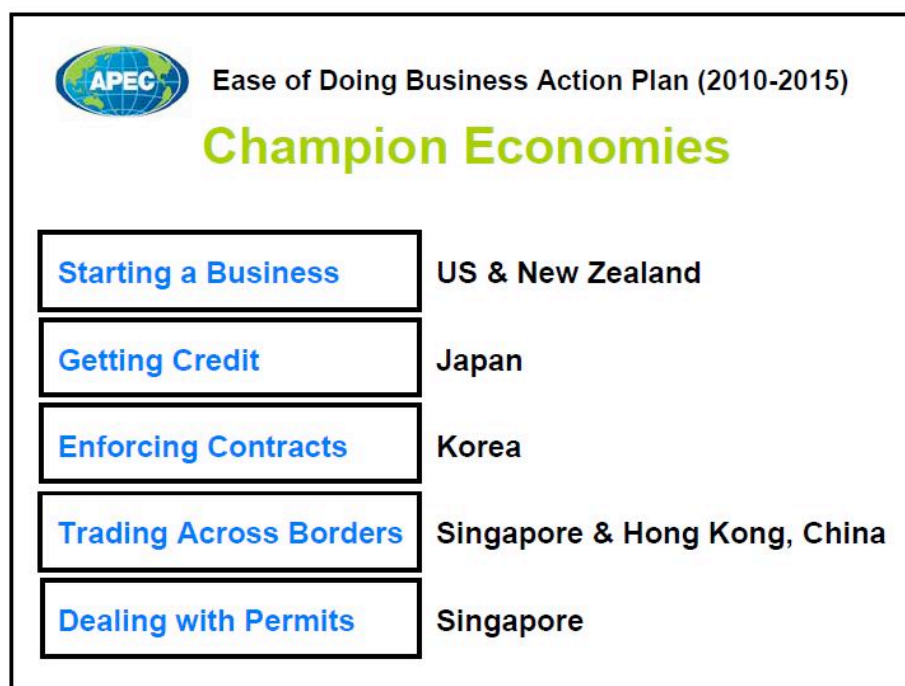 APEC
Ease of Doing Business Action Plan (2010-2015)
Champion Economies
Starting a Business US & New Zealand
Getting Credit Japan
Enforcing Contracts Korea
Trading Across Borders Singapore & Hong Kong, China
Dealing with Permits Singapore